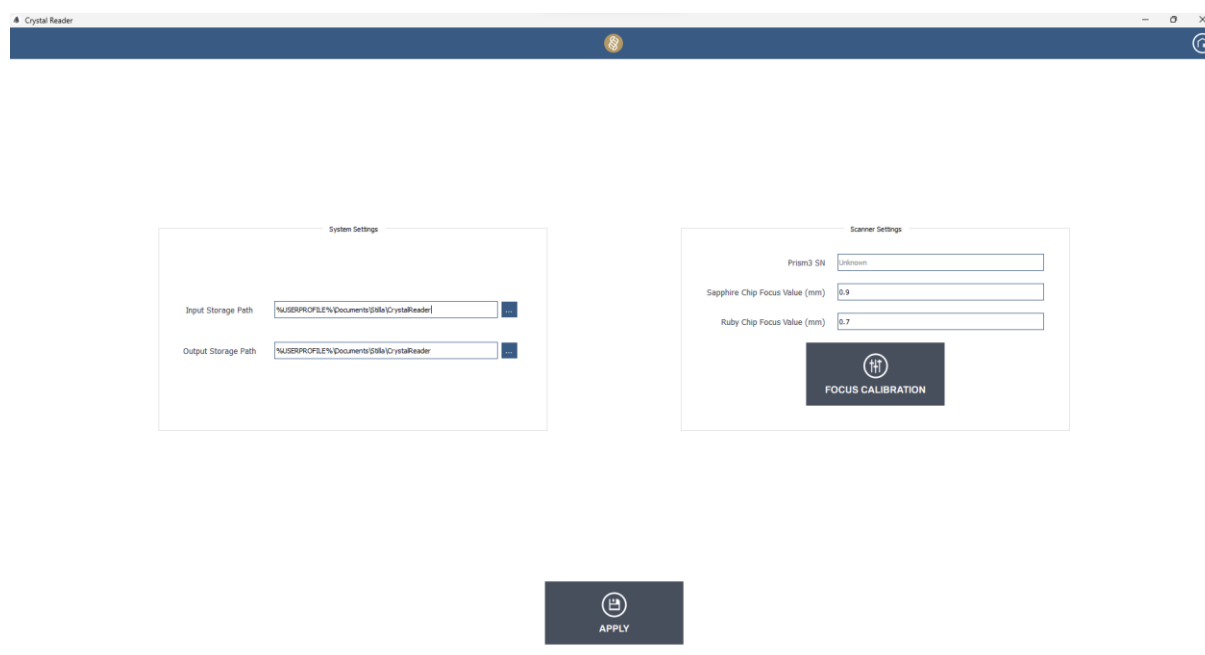 Crystal Reader
System Settings
Input Storage Path
%USERPROFILE%\Documents\Stilla\CrystalReader
...
Output Storage Path
%USERPROFILE%\Documents\Stilla\CrystalReader
...
Scanner Settings
Prism3 SN
Unknown
Sapphire Chip Focus Value (mm)
0.9
Ruby Chip Focus Value (mm)
0.7
FOCUS CALIBRATION
APPLY